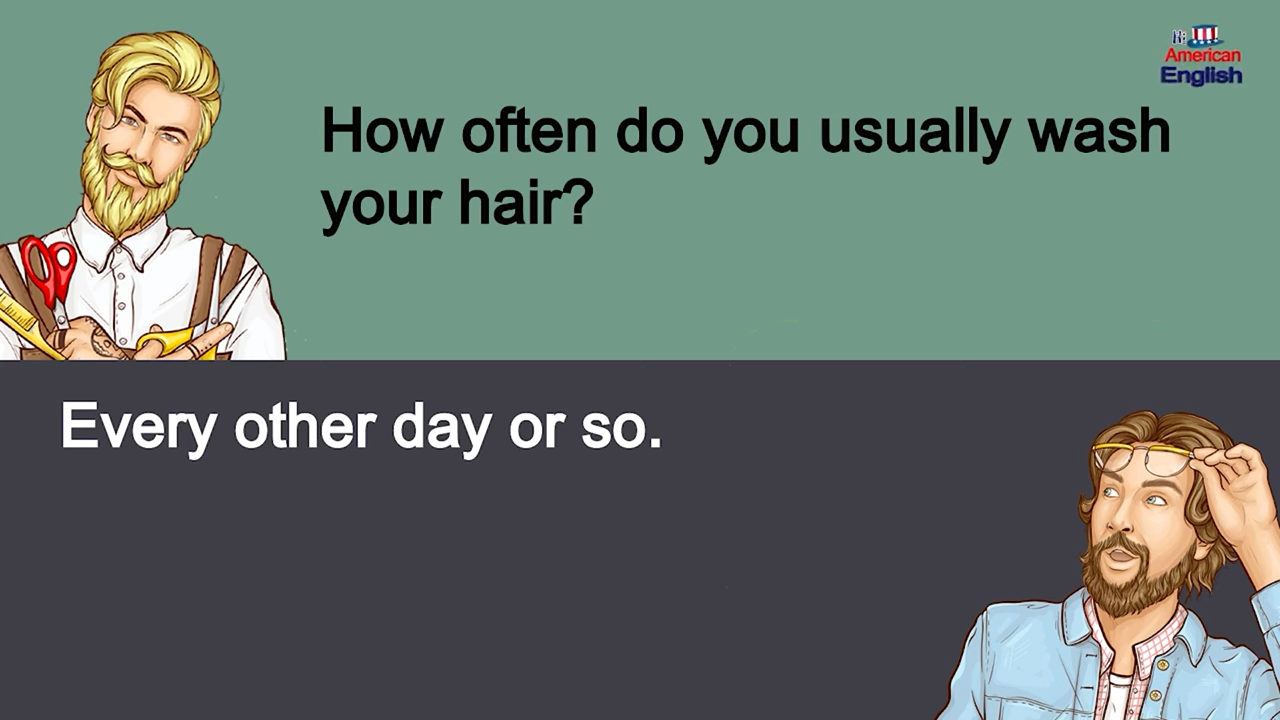 American
English
How often do you usually wash
your hair?
Every other day or so.